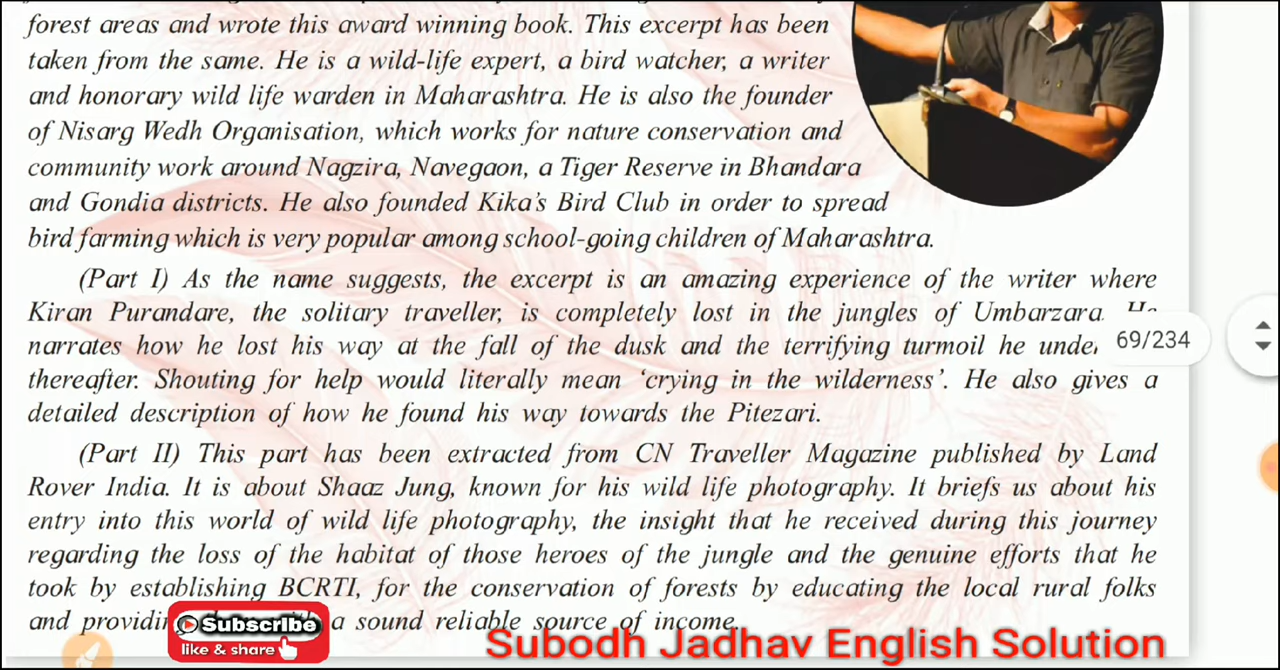 forest areas and wrote this award winning book. This excerpt has been
taken from the same. He is a wild-life expert, a bird watcher, a writer
and honorary wild life warden in Maharashtra. He is also the founder
of Nisarg Wedh Organisation, which works for nature conservation and
community work around Nagzira, Navegaon, a Tiger Reserve in Bhandara
and Gondia districts. He also founded Kika's Bird Club in order to spread
bird farming which is very popular among school-going children of Maharashtra.
(Part I) As the name suggests, the excerpt is an amazing experience of the writer where
Kiran Purandare, the solitary traveller, is completely lost in the jungles of Umbarzara. He
narrates how he lost his way at the fall of the dusk and the terrifying turmoil he
69/234
thereafter. Shouting for help would literally mean 'crying in the wilderness'. He also gives a
detailed description of how he found his way towards the Pitezari.
(Part II) This part has been extracted from CN Traveller Magazine published by Land
Rover India. It is about Shaaz Jung, known for his wild life photography. It briefs us about his
entry into this world of wild life photography, the insight that he received during this journey
regarding the loss of the habitat of those heroes of the jungle and the genuine efforts that he
took by establishing BCRTI, for the conservation of forests by educating the local rural folks
and a sound reliable source of income.
Subscribe
like & share
Subodh Jadhav English Solution